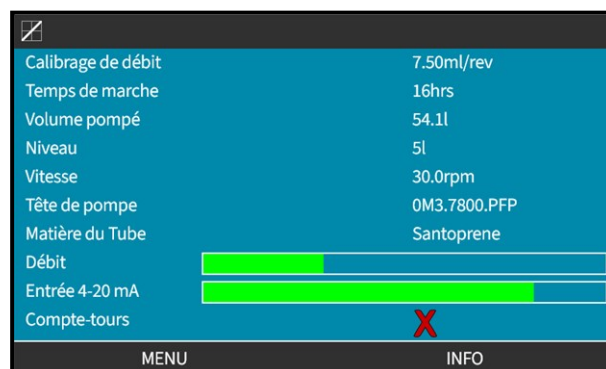 Calibrage de débit 7.50ml/rev
Temps de marche 16hrs
Volume pompé 54.1l
Niveau 5l
Vitesse 30.0rpm
Tête de pompe 0M3.7800.PFP
Matière du Tube Santoprene
Débit
Entrée 4-20 mA
Compte-tours X
MENU INFO